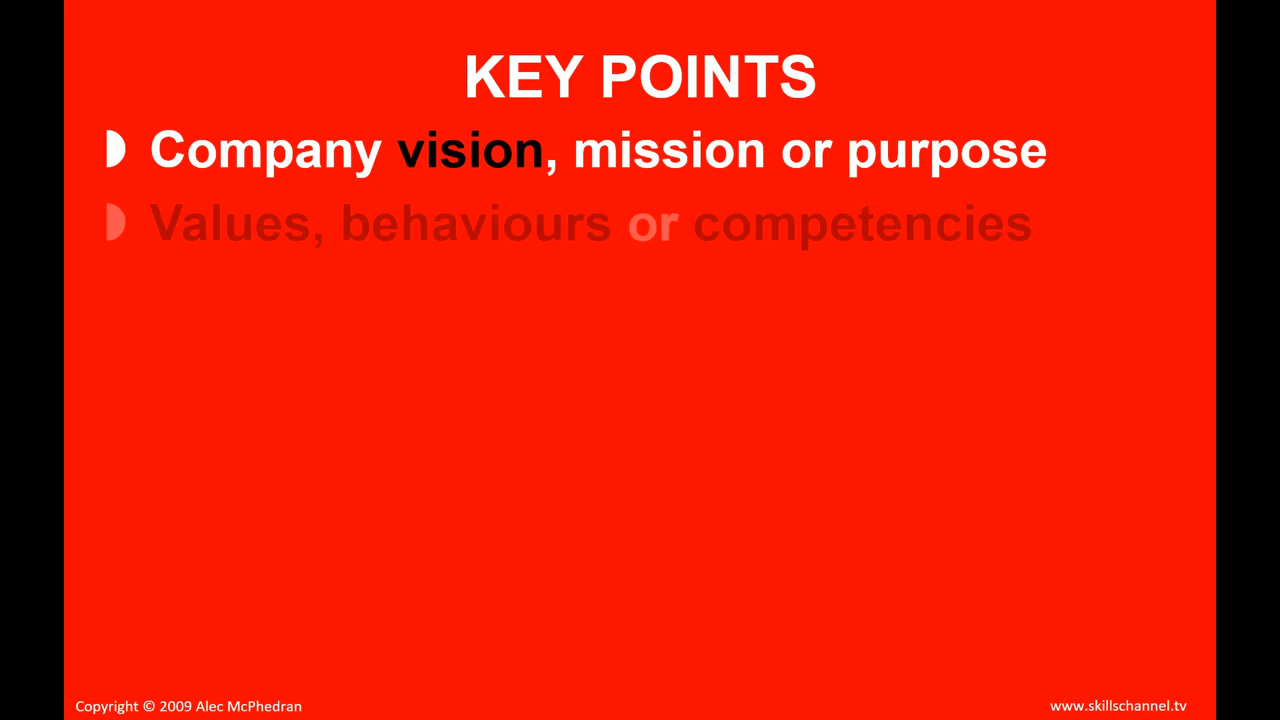 KEY POINTS
Company vision, mission or purpose
Values, behaviours or competencies
Copyright © 2009 Alec McPhedran
www.skillschannel.tv